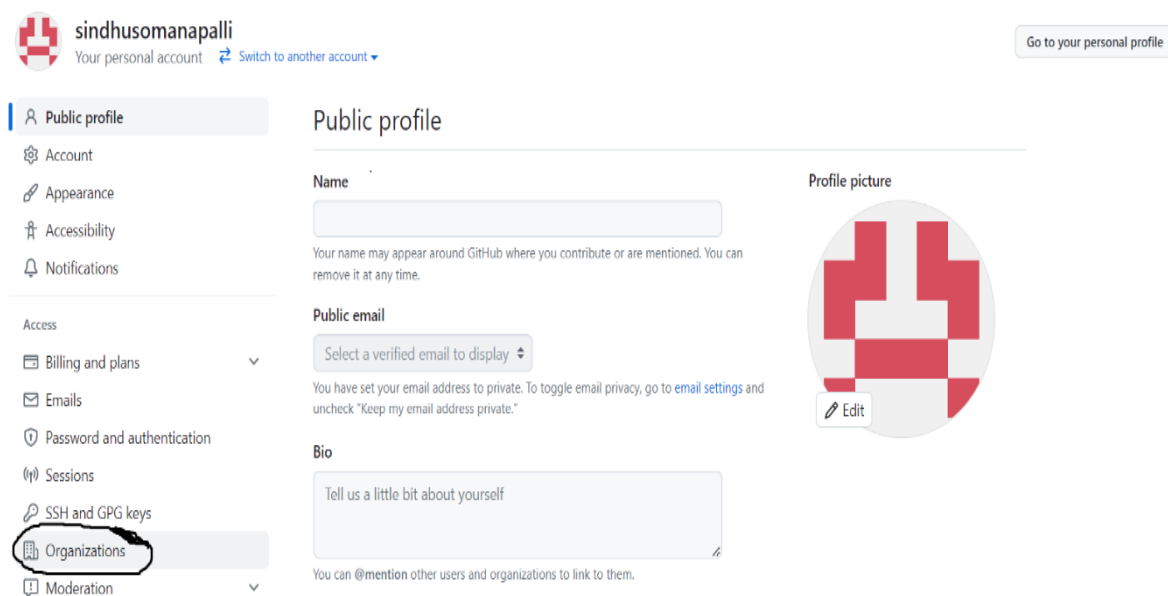 sindhusomanapalli
Your personal account Switch to another account
Go to your personal profile
Public profile
Account
Appearance
Accessibility
Notifications
Access
Billing and plans
Emails
Password and authentication
Sessions
SSH and GPG keys
Organizations
Moderation
Public profile
Name
Your name may appear around GitHub where you contribute or are mentioned. You can
remove it at any time.
Public email
Select a verified email to display
You have set your email address to private. To toggle email privacy, go to email settings and
uncheck "Keep my email address private."
Bio
Tell us a little bit about yourself
You can @mention other users and organizations to link to them.
Profile picture
Edit